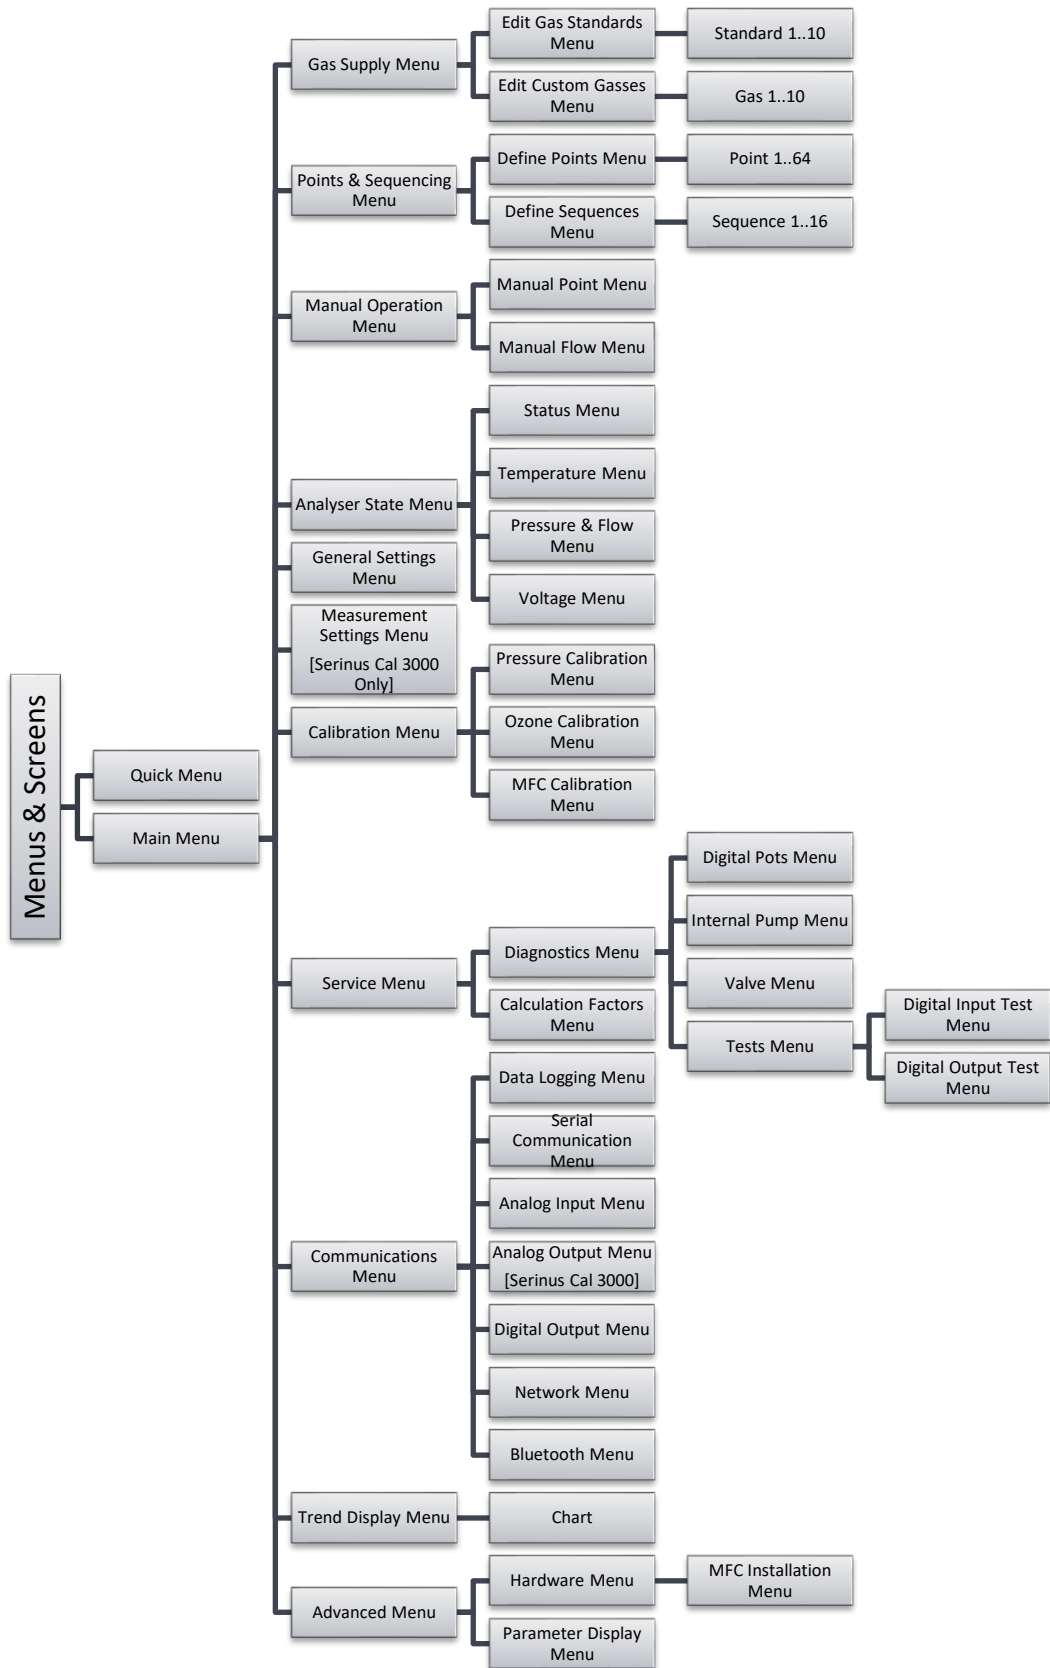 Menus & Screens
Quick Menu
Main Menu
Gas Supply Menu
Edit Gas Standards
Menu
Standard 1..10
Edit Custom Gasses
Menu
Gas 1..10
Points & Sequencing
Menu
Define Points Menu
Point 1..64
Define Sequences
Menu
Sequence 1..16
Manual Operation
Menu
Manual Point Menu
Manual Flow Menu
Analyser State Menu
Status Menu
Temperature Menu
Pressure & Flow
Menu
Voltage Menu
General Settings
Menu
Measurement
Settings Menu
[Serinus Cal 3000
Only]
Calibration Menu
Pressure Calibration
Menu
Ozone Calibration
Menu
MFC Calibration
Menu
Service Menu
Diagnostics Menu
Digital Pots Menu
Internal Pump Menu
Valve Menu
Tests Menu
Digital Input Test
Menu
Digital Output Test
Menu
Calculation Factors
Menu
Communications
Menu
Data Logging Menu
Serial
Communication
Menu
Analog Input Menu
Analog Output Menu
[Serinus Cal 3000]
Digital Output Menu
Network Menu
Bluetooth Menu
Trend Display Menu
Chart
Advanced Menu
Hardware Menu
MFC Installation
Menu
Parameter Display
Menu